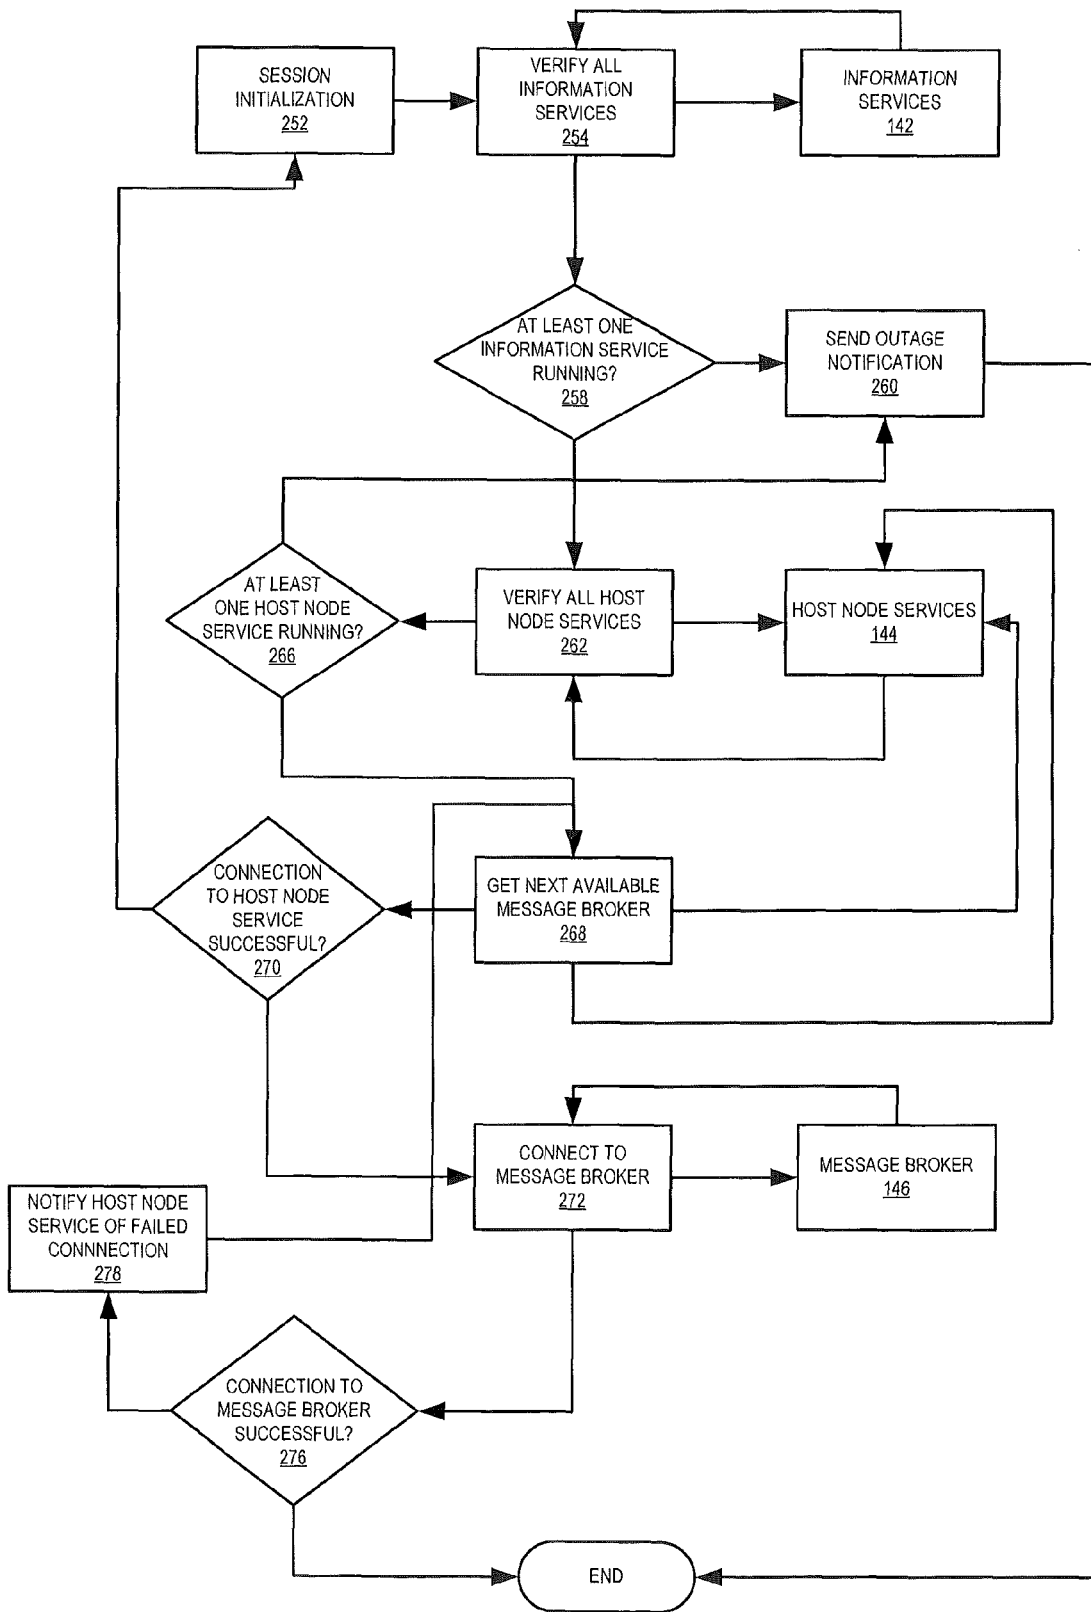 SESSION
INITIALIZATION
252
VERIFY ALL
INFORMATION
SERVICES
254
INFORMATION
SERVICES
142
AT LEAST ONE
INFORMATION SERVICE
RUNNING?
258
SEND OUTAGE
NOTIFICATION
260
AT LEAST
ONE HOST NODE
SERVICE RUNNING?
266
VERIFY ALL HOST
NODE SERVICES
262
HOST NODE SERVICES
144
CONNECTION
TO HOST NODE
SERVICE
SUCCESSFUL?
270
GET NEXT AVAILABLE
MESSAGE BROKER
268
CONNECT TO
MESSAGE BROKER
272
MESSAGE BROKER
146
NOTIFY HOST NODE
SERVICE OF FAILED
CONNNECTION
278
CONNECTION TO
MESSAGE BROKER
SUCCESSFUL?
276
END